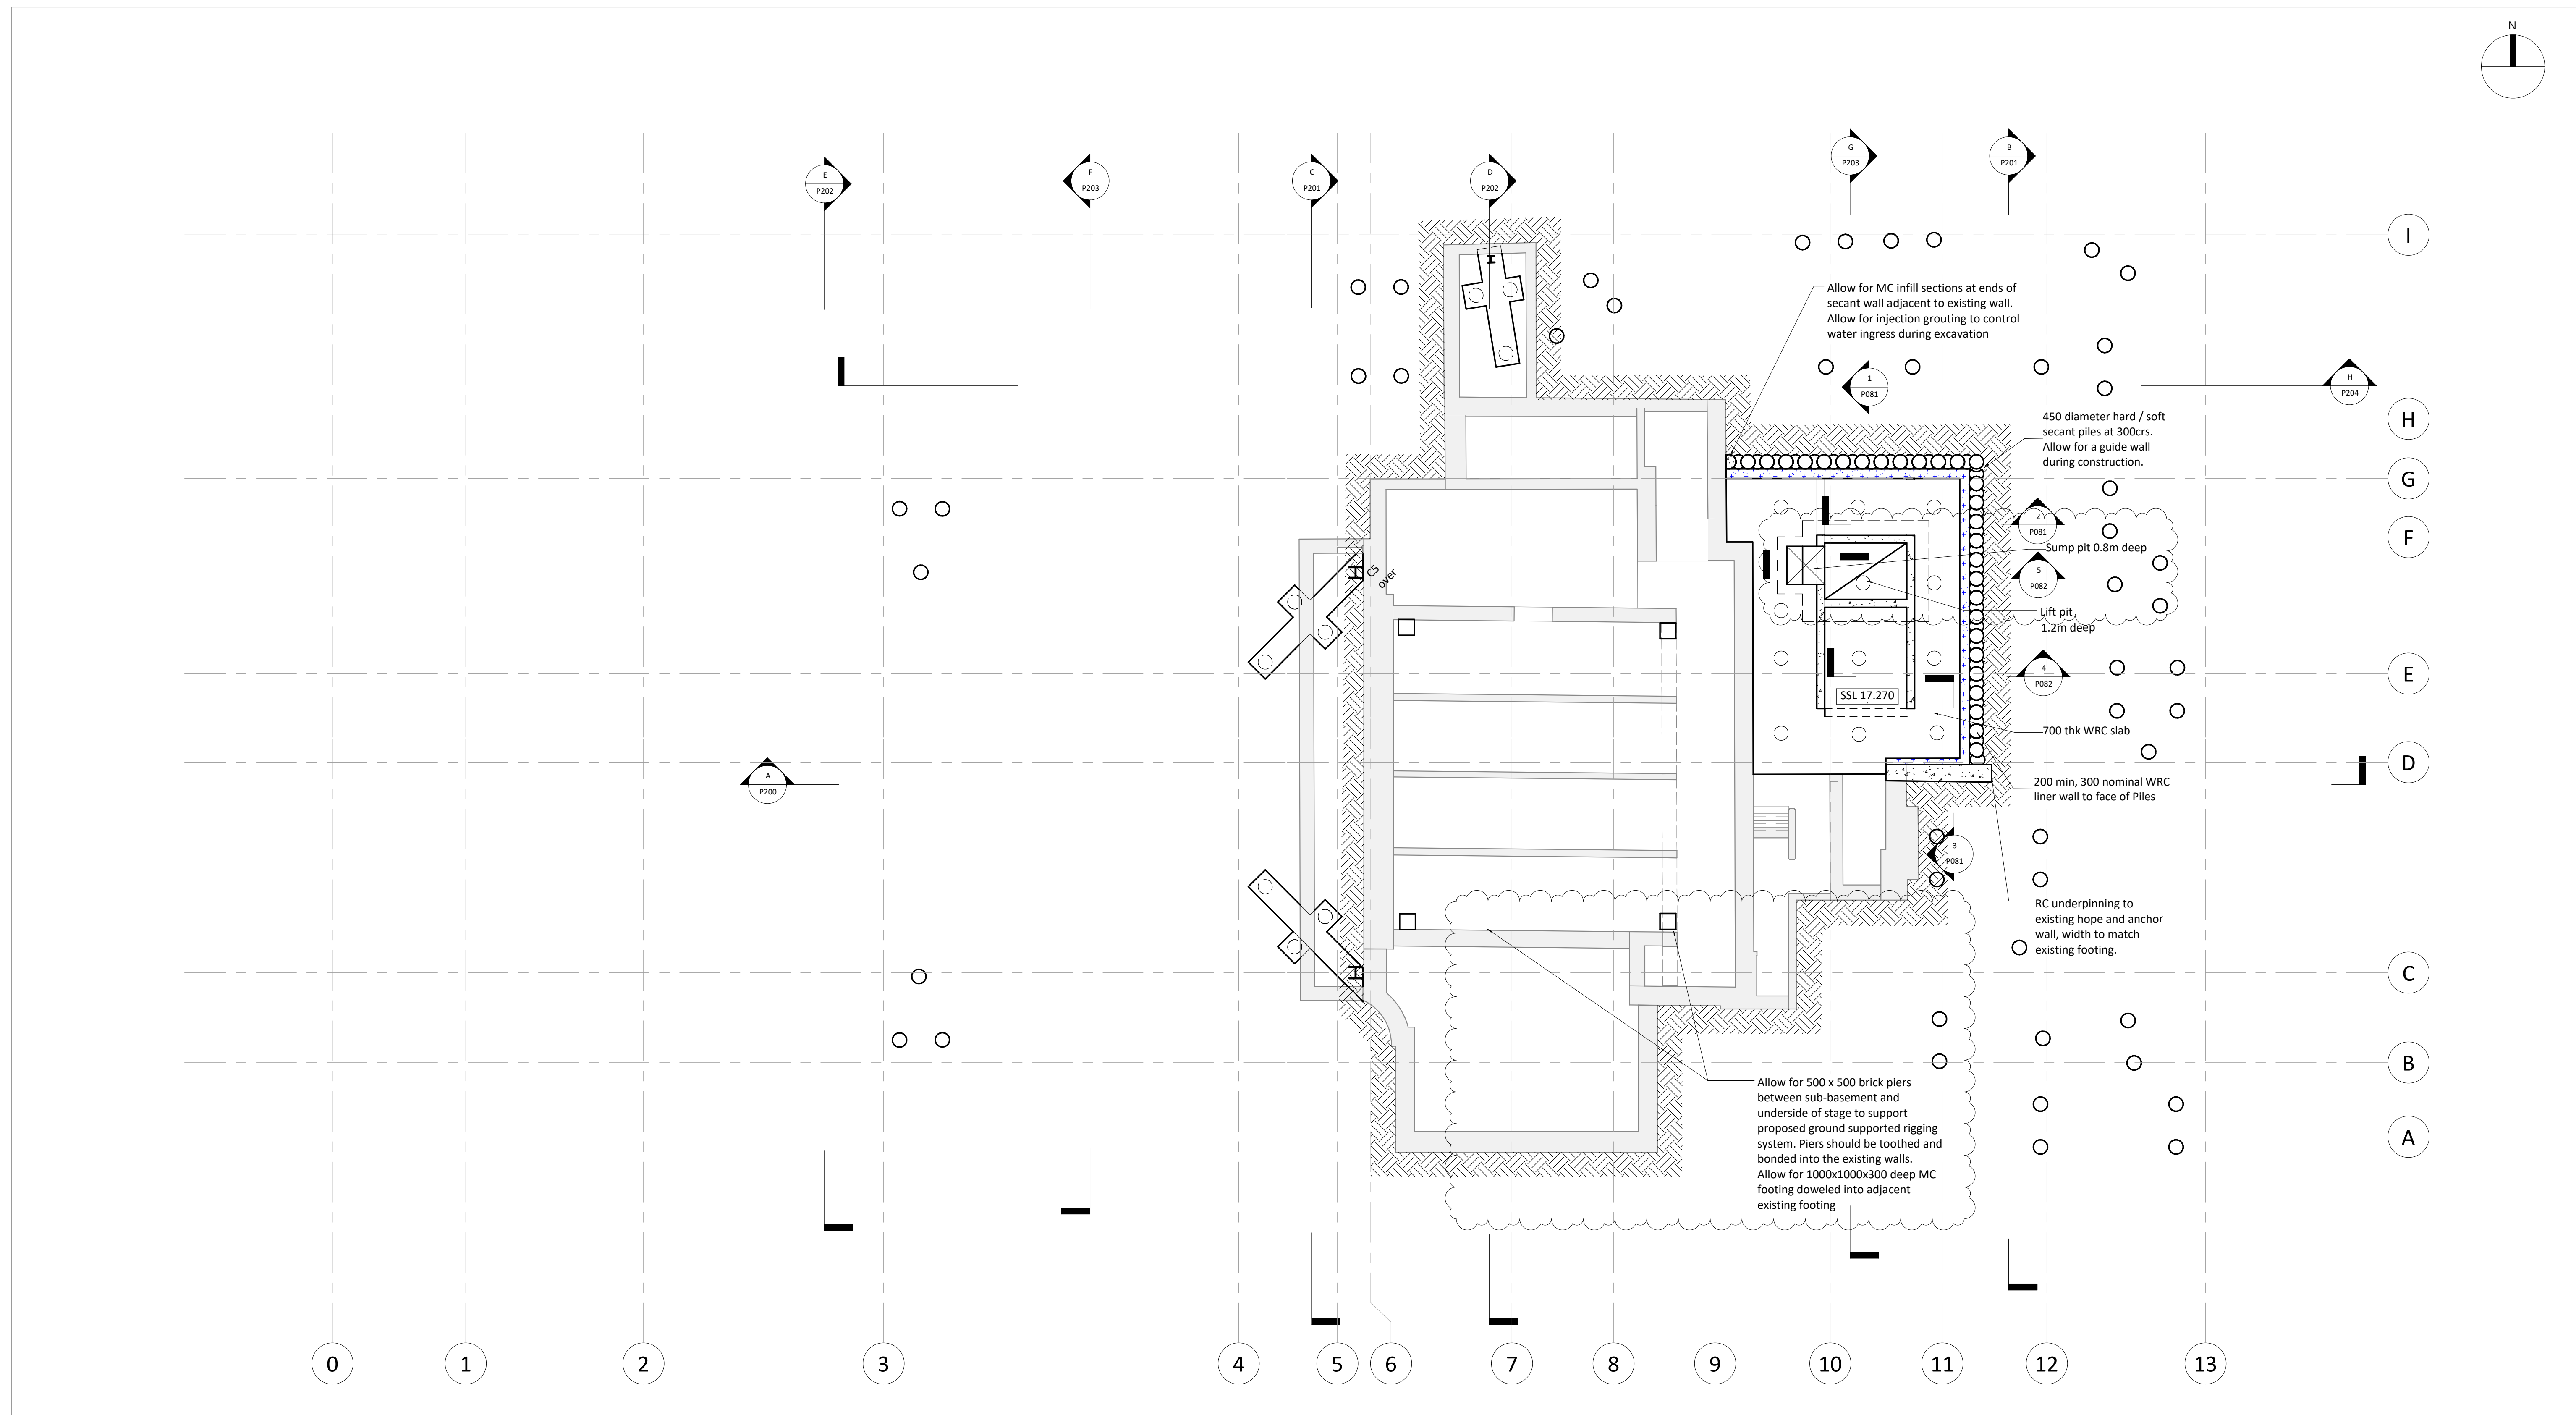 N
E
P202
F
P203
C
P201
D
P202
G
P203
B
P201
I
Allow for MC infill sections at ends of
secant wall adjacent to existing wall.
Allow for injection grouting to control
water ingress during excavation
1
P081
H
P204
450 diameter hard / soft
secant piles at 300crs.
Allow for a guide wall
during construction.
H
G
2
P081
F
Sump pit 0.8m deep
5
P082
C5
over
Lift pit
1.2m deep
4
P082
E
SSL 17.270
700 thk WRC slab
D
A
P200
200 min, 300 nominal WRC
liner wall to face of Piles
3
P081
RC underpinning to
existing hope and anchor
wall, width to match
existing footing.
C
B
Allow for 500 x 500 brick piers
between sub-basement and
underside of stage to support
proposed ground supported rigging
system. Piers should be toothed and
bonded into the existing walls.
Allow for 1000x1000x300 deep MC
footing doweled into adjacent
existing footing
A
0 1 2 3 4 5 6 7 8 9 10 11 12 13